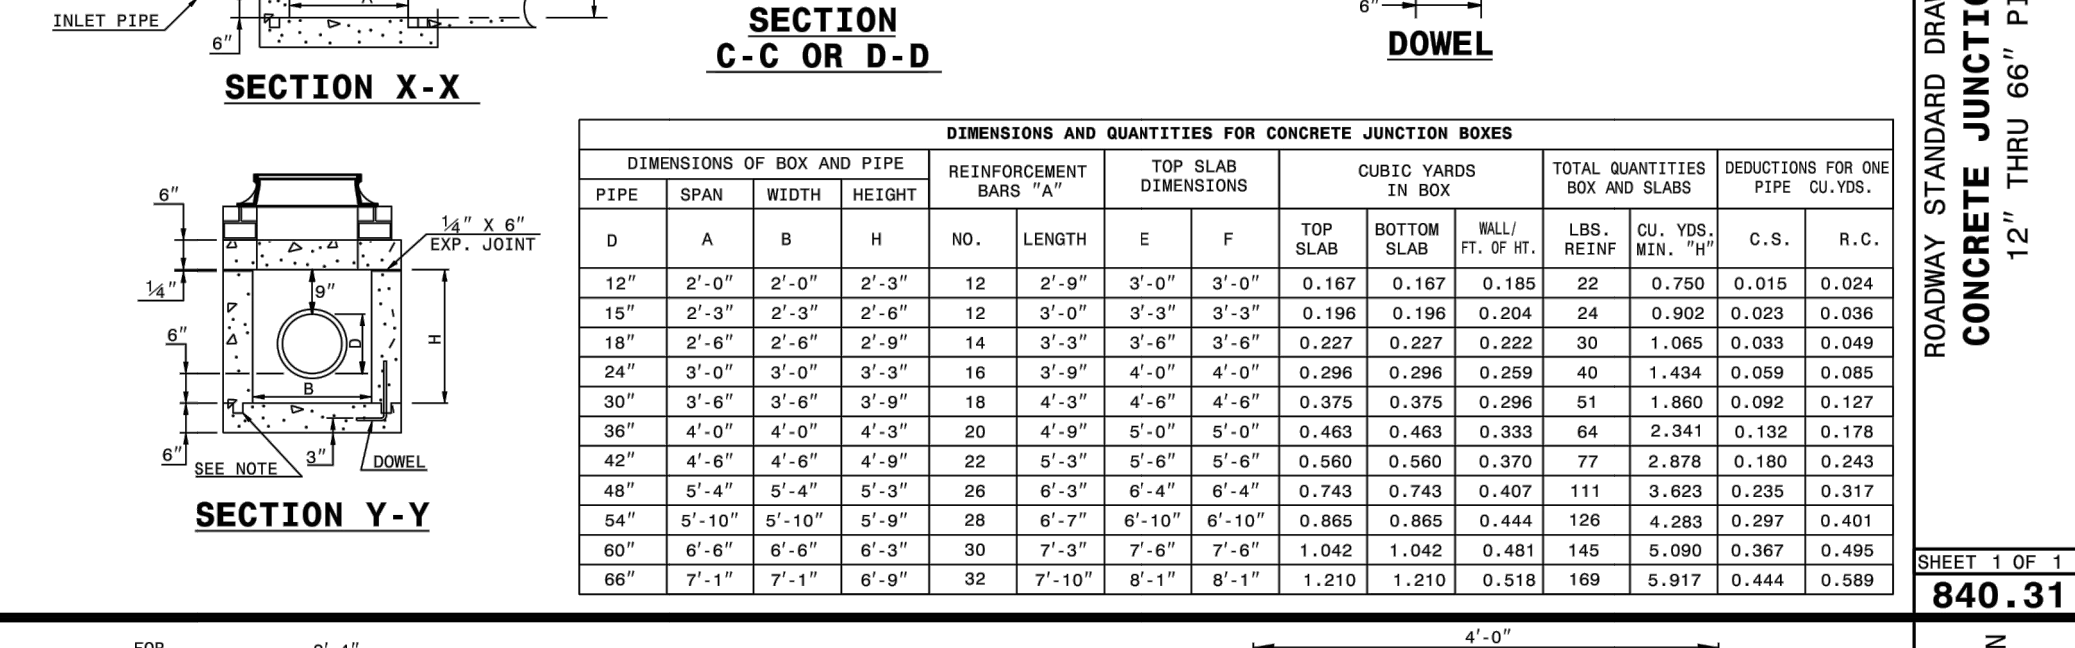 INLET PIPE
6"
SECTION X-X
SECTION
C-C OR D-D
6"
DOWEL
6"
1/4" X 6"
EXP. JOINT
1/4"
9"
6"
D
H
B
6"
3"
SEE NOTE
DOWEL
SECTION Y-Y
DIMENSIONS AND QUANTITIES FOR CONCRETE JUNCTION BOXES
DIMENSIONS OF BOX AND PIPE
REINFORCEMENT
BARS "A"
TOP SLAB
DIMENSIONS
CUBIC YARDS
IN BOX
TOTAL QUANTITIES
BOX AND SLABS
DEDUCTIONS FOR ONE
PIPE CU.YDS.
PIPE SPAN WIDTH HEIGHT
D A B H NO. LENGTH E F TOP SLAB BOTTOM SLAB WALL/ FT. OF HT. LBS. REINF CU. YDS. MIN. "H" C.S. R.C.
12" 2'-0" 2'-0" 2'-3" 12 2'-9" 3'-0" 3'-0" 0.167 0.167 0.185 22 0.750 0.015 0.024
15" 2'-3" 2'-3" 2'-6" 12 3'-0" 3'-3" 3'-3" 0.196 0.196 0.204 24 0.902 0.023 0.036
18" 2'-6" 2'-6" 2'-9" 14 3'-3" 3'-6" 3'-6" 0.227 0.227 0.222 30 1.065 0.033 0.049
24" 3'-0" 3'-0" 3'-3" 16 3'-9" 4'-0" 4'-0" 0.296 0.296 0.259 40 1.434 0.059 0.085
30" 3'-6" 3'-6" 3'-9" 18 4'-3" 4'-6" 4'-6" 0.375 0.375 0.296 51 1.860 0.092 0.127
36" 4'-0" 4'-0" 4'-3" 20 4'-9" 5'-0" 5'-0" 0.463 0.463 0.333 64 2.341 0.132 0.178
42" 4'-6" 4'-6" 4'-9" 22 5'-3" 5'-6" 5'-6" 0.560 0.560 0.370 77 2.878 0.180 0.243
48" 5'-4" 5'-4" 5'-3" 26 6'-3" 6'-4" 6'-4" 0.743 0.743 0.407 111 3.623 0.235 0.317
54" 5'-10" 5'-10" 5'-9" 28 6'-7" 6'-10" 6'-10" 0.865 0.865 0.444 126 4.283 0.297 0.401
60" 6'-6" 6'-6" 6'-3" 30 7'-3" 7'-6" 7'-6" 1.042 1.042 0.481 145 5.090 0.367 0.495
66" 7'-1" 7'-1" 6'-9" 32 7'-10" 8'-1" 8'-1" 1.210 1.210 0.518 169 5.917 0.444 0.589
ROADWAY STANDARD DRAW
CONCRETE JUNCTIO
12" THRU 66" PI
SHEET 1 OF 1
840.31
4'-0"
N